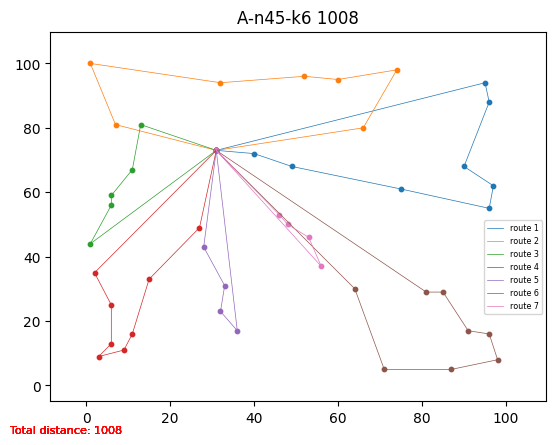 A-n45-k6 1008
100
80
60
40
20
0
0 20 40 60 80 100
route 1
route 2
route 3
route 4
route 5
route 6
route 7
Total distance: 1008